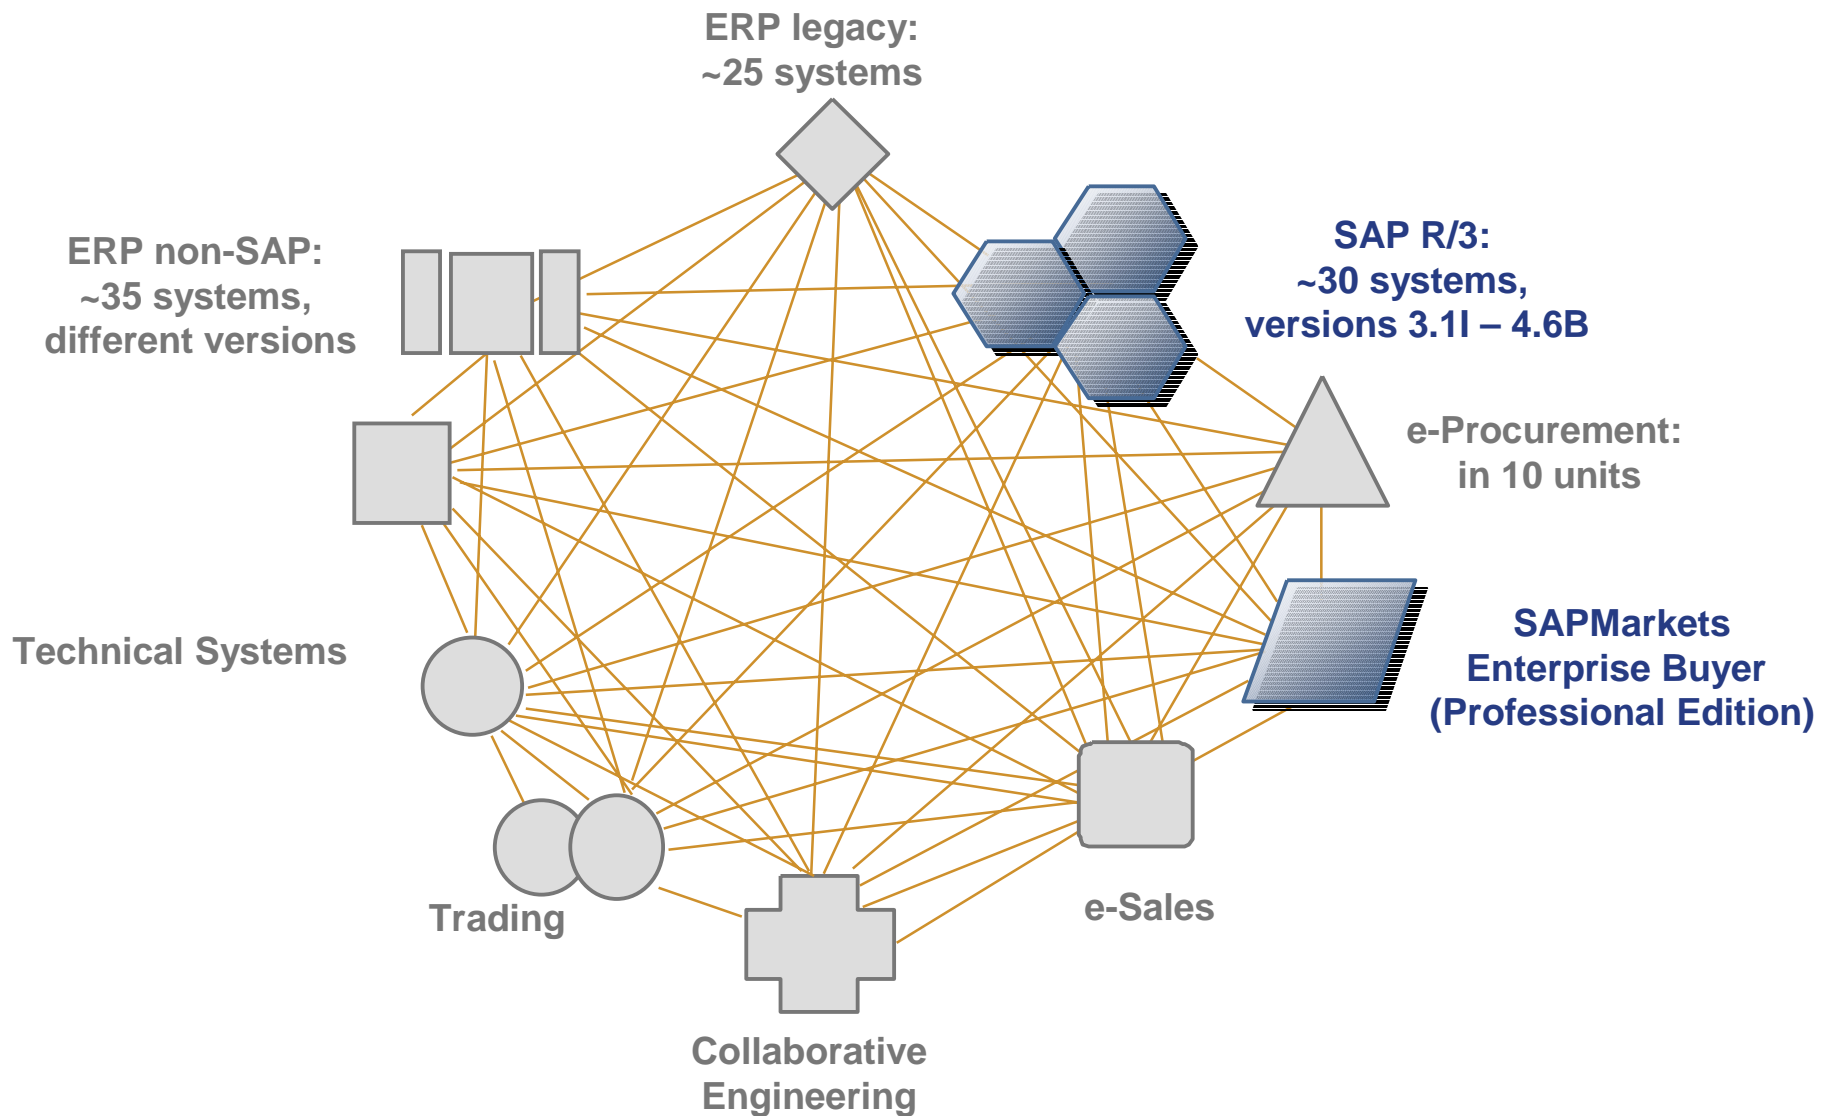 ERP legacy:
~25 systems
ERP non-SAP:
~35 systems,
different versions
SAP R/3:
~30 systems,
versions 3.1I – 4.6B
e-Procurement:
in 10 units
Technical Systems
SAPMarkets
Enterprise Buyer
(Professional Edition)
Trading
e-Sales
Collaborative
Engineering